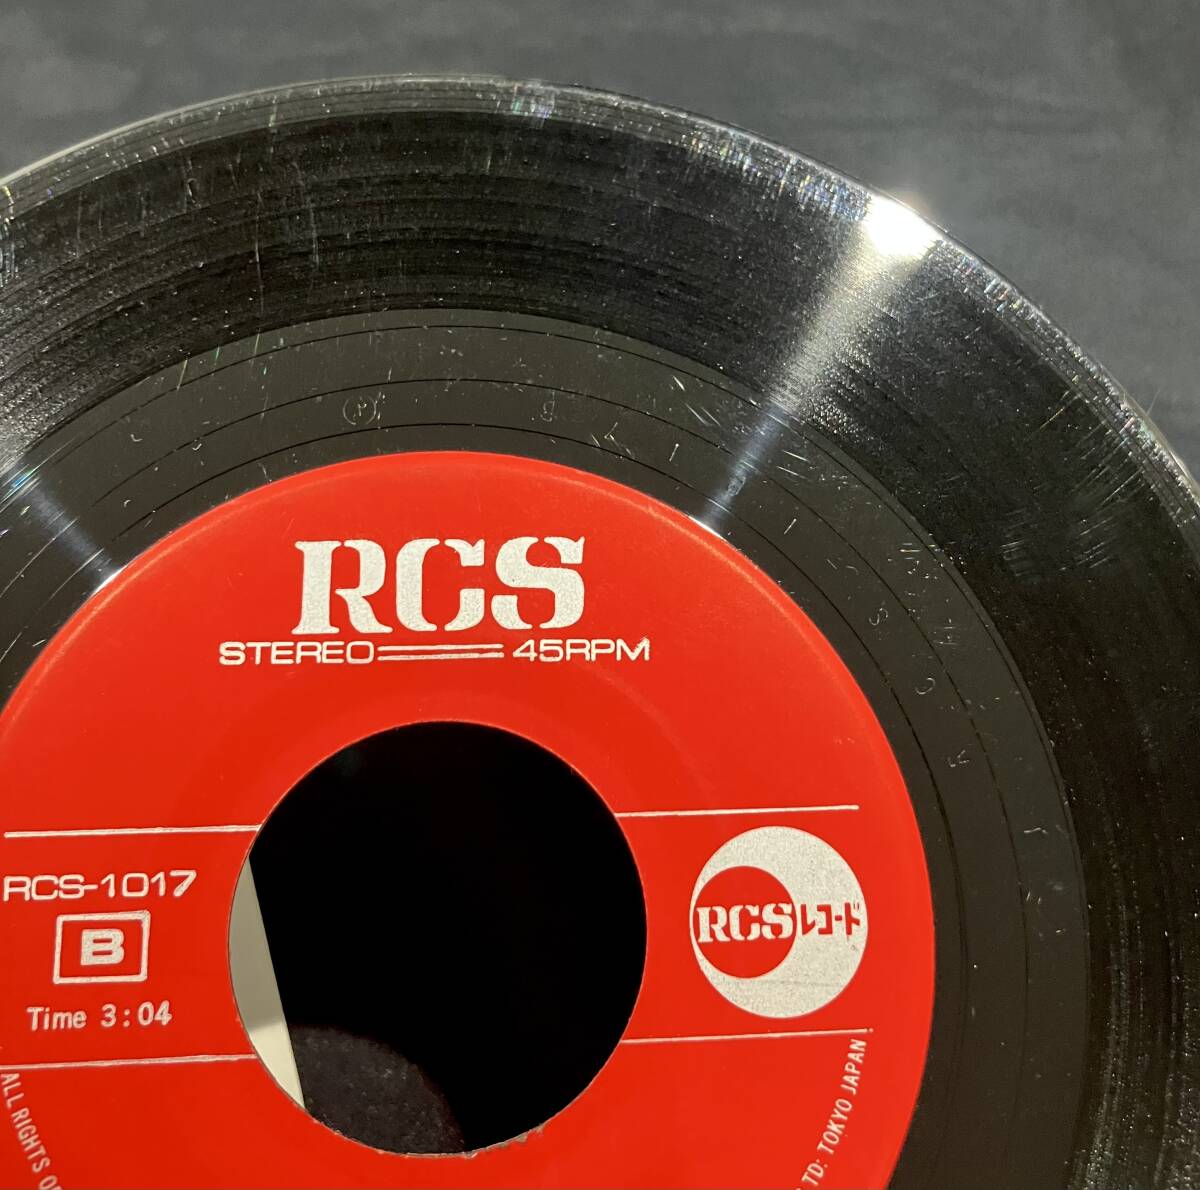 RCS
STEREO 45RPM
RCS-1017
B
Time 3:04
RCSレコード
ALL RIGHTS
TD: TOKYO JAPAN